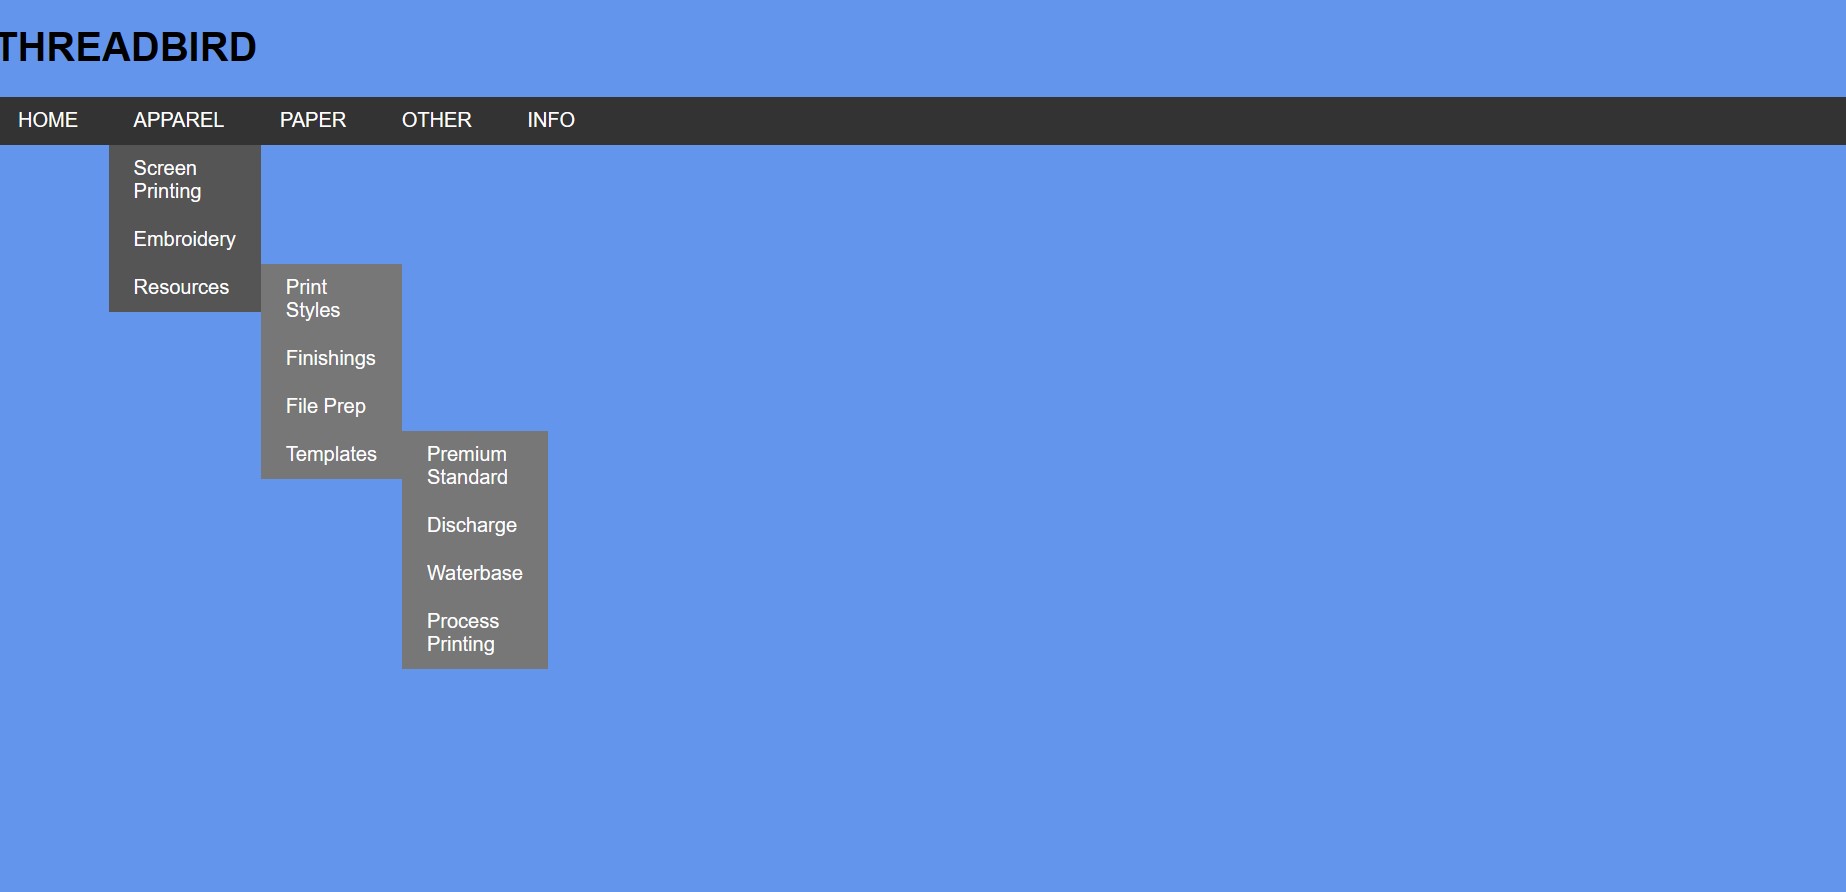 THREADBIRD
HOME APPAREL PAPER OTHER INFO
Screen
Printing
Embroidery
Resources
Print
Styles
Finishings
File Prep
Templates
Premium
Standard
Discharge
Waterbase
Process
Printing